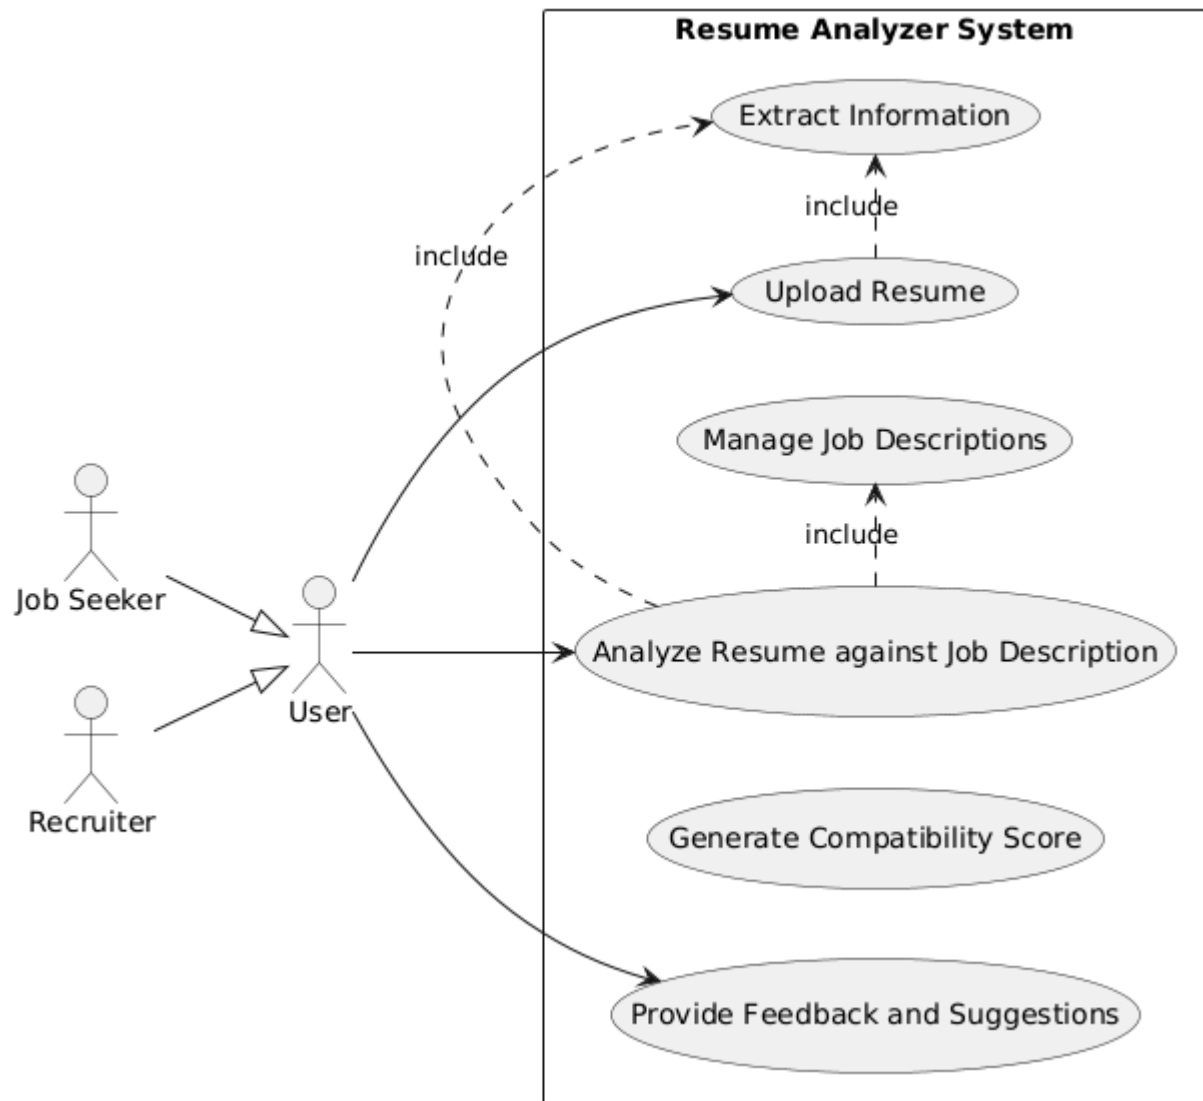 Resume Analyzer System
Extract Information
include
include
Upload Resume
Manage Job Descriptions
include
Job Seeker
Analyze Resume against Job Description
User
Recruiter
Generate Compatibility Score
Provide Feedback and Suggestions